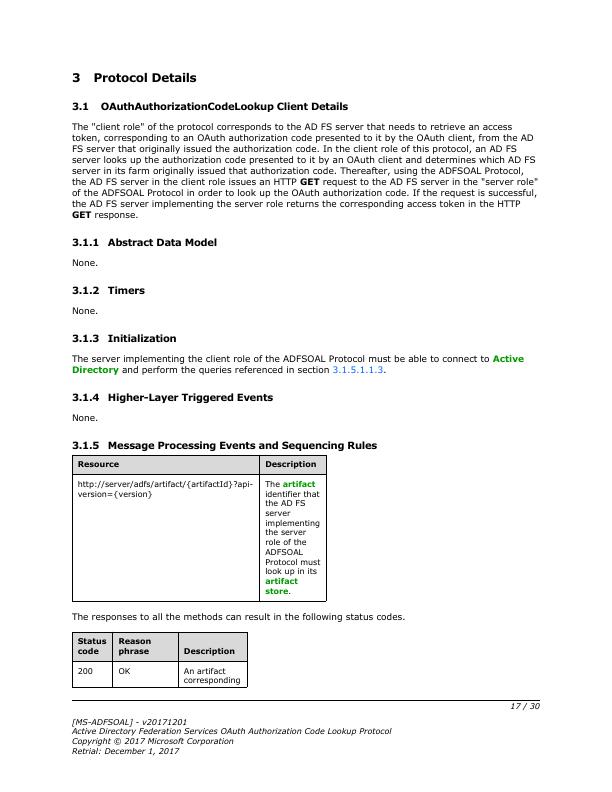 3 Protocol Details
3.1 OAuthAuthorizationCodeLookup Client Details
The "client role" of the protocol corresponds to the AD FS server that needs to retrieve an access
token, corresponding to an OAuth authorization code presented to it by the OAuth client, from the AD
FS server that originally issued the authorization code. In the client role of this protocol, an AD FS
server looks up the authorization code presented to it by an OAuth client and determines which AD FS
server in its farm originally issued that authorization code. Thereafter, using the ADFSOAL Protocol,
the AD FS server in the client role issues an HTTP GET request to the AD FS server in the "server role"
of the ADFSOAL Protocol in order to look up the OAuth authorization code. If the request is successful,
the AD FS server implementing the server role returns the corresponding access token in the HTTP
GET response.
3.1.1 Abstract Data Model
None.
3.1.2 Timers
None.
3.1.3 Initialization
The server implementing the client role of the ADFSOAL Protocol must be able to connect to Active
Directory and perform the queries referenced in section 3.1.5.1.1.3.
3.1.4 Higher-Layer Triggered Events
None.
3.1.5 Message Processing Events and Sequencing Rules
Resource Description
http://server/adfs/artifact/{artifactId}?api-
version={version}
The artifact
identifier that
the AD FS
server
implementing
the server
role of the
ADFSOAL
Protocol must
look up in its
artifact
store.
The responses to all the methods can result in the following status codes.
Status
code
Reason
phrase
Description
200
OK
An artifact
corresponding
17 / 30
[MS-ADFSOAL] - v20171201
Active Directory Federation Services OAuth Authorization Code Lookup Protocol
Copyright © 2017 Microsoft Corporation
Retrial: December 1, 2017